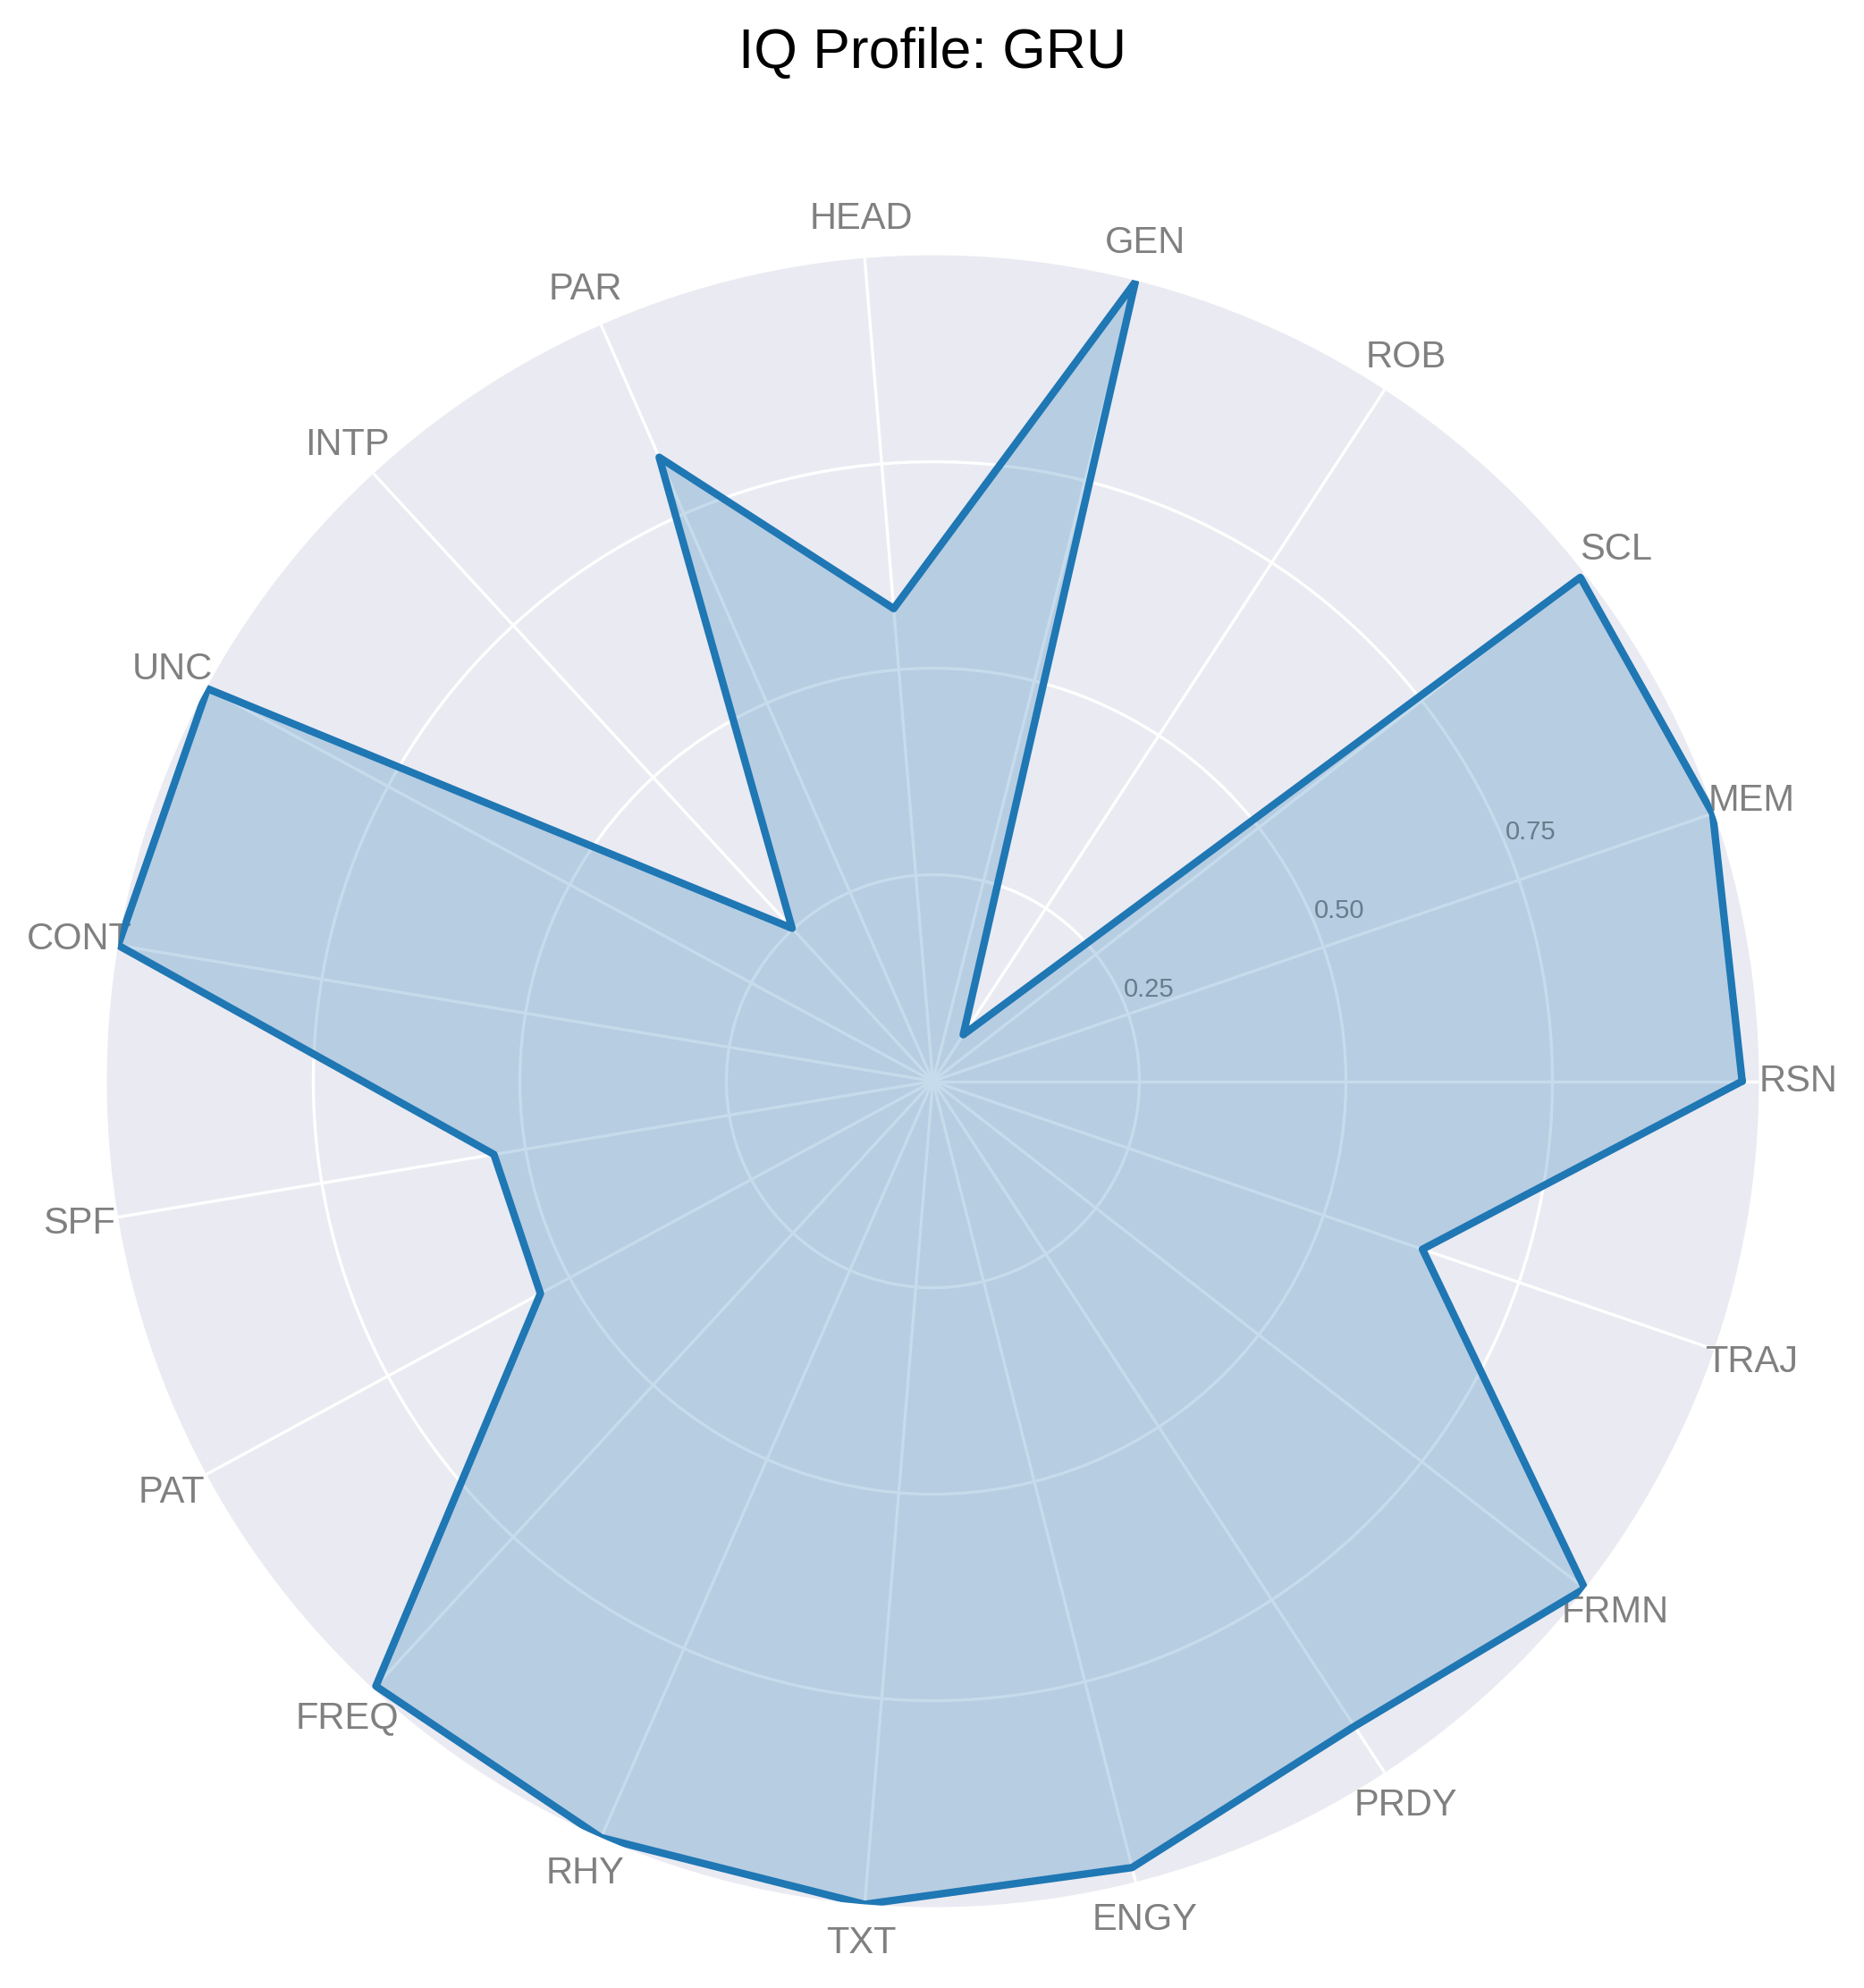 IQ Profile: GRU
HEAD
GEN
PAR
ROB
INTP
SCL
UNC
MEM
0.75
0.50
CONT
0.25
RSN
SPF
TRAJ
PAT
FRMN
FREQ
PRDY
RHY
ENGY
TXT